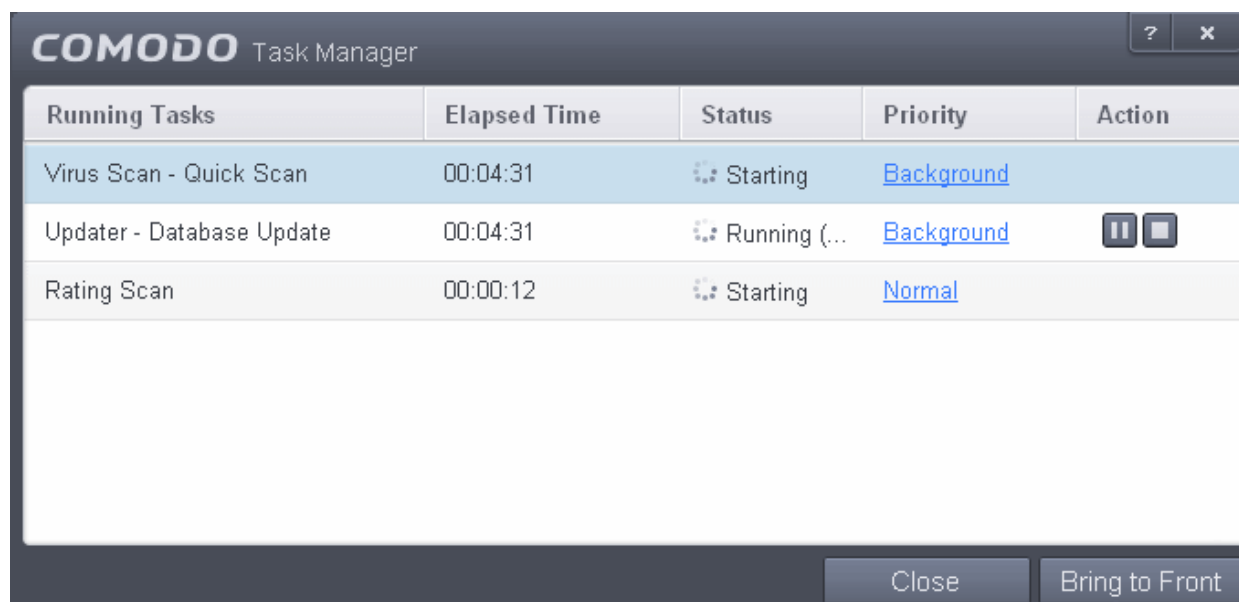 COMODO Task Manager ? x
Running Tasks Elapsed Time Status Priority Action
Virus Scan - Quick Scan 00:04:31 Starting Background
Updater - Database Update 00:04:31 Running (... Background
Rating Scan 00:00:12 Starting Normal
Close Bring to Front